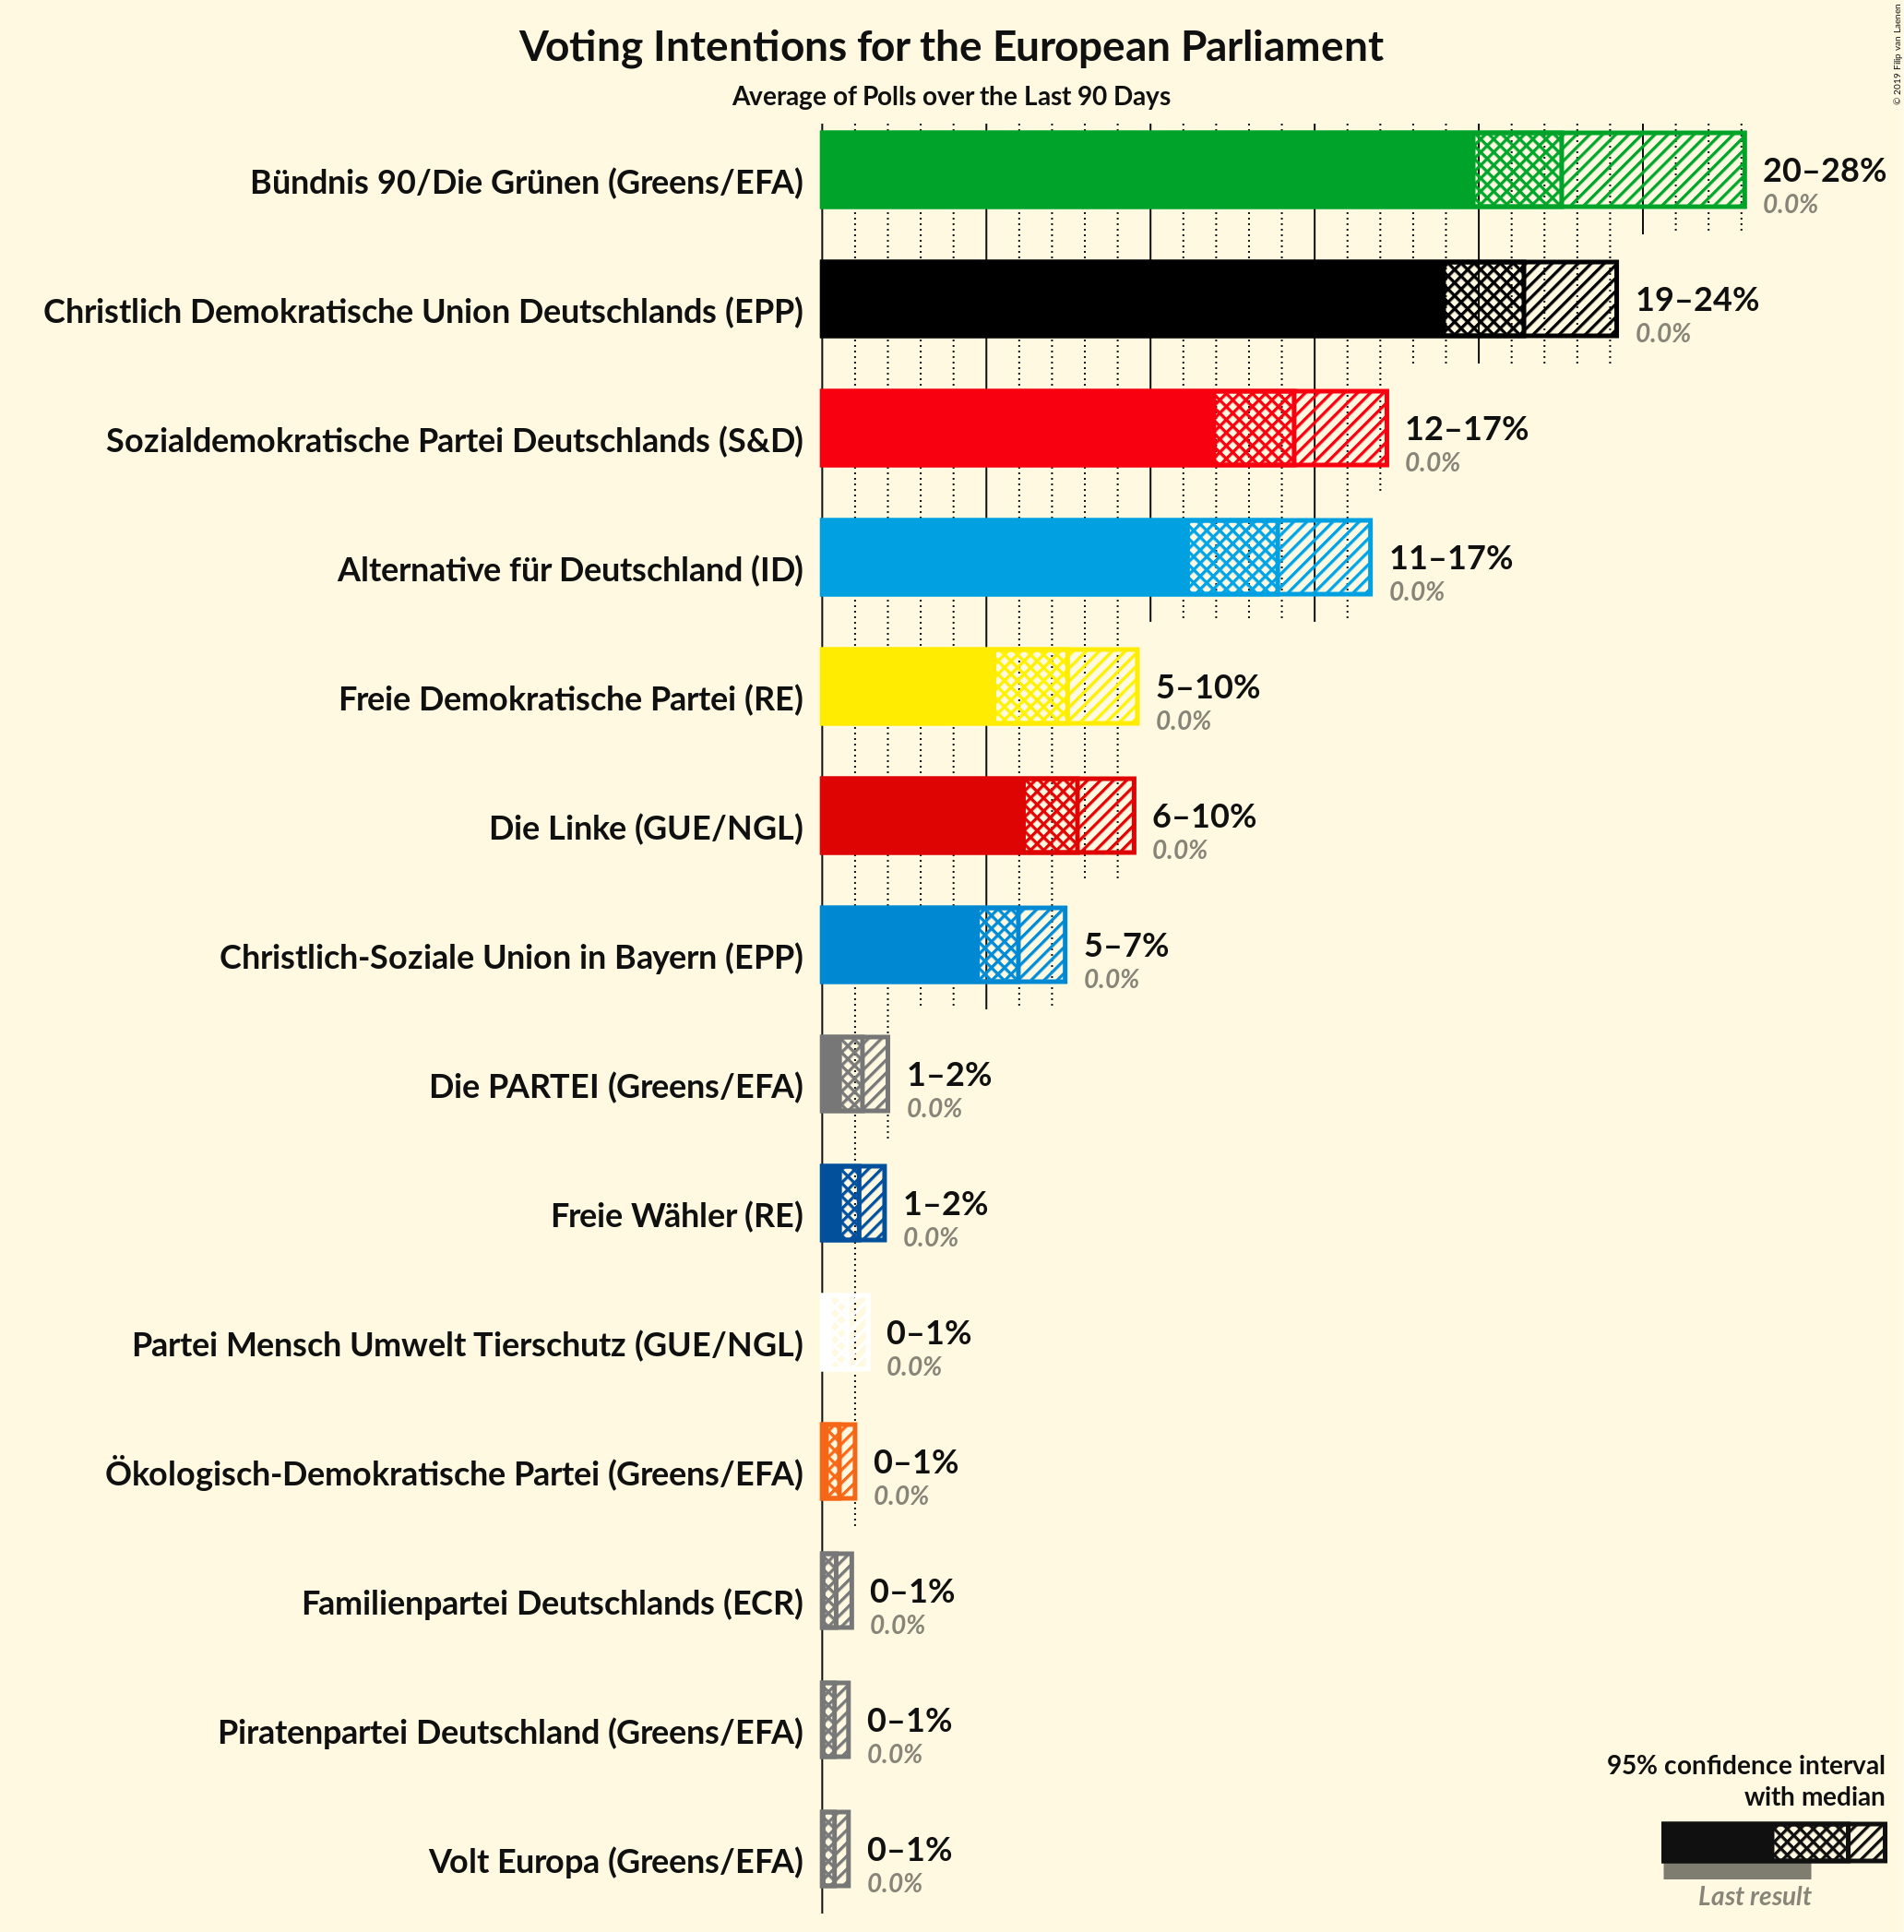 Voting Intentions for the European Parliament
Average of Polls over the Last 90 Days
© 2019 Filip van Laenen
Bündnis 90/Die Grünen (Greens/EFA)
20–28%
0.0%
Christlich Demokratische Union Deutschlands (EPP)
19–24%
0.0%
Sozialdemokratische Partei Deutschlands (S&D)
12–17%
0.0%
Alternative für Deutschland (ID)
11–17%
0.0%
Freie Demokratische Partei (RE)
5–10%
0.0%
Die Linke (GUE/NGL)
6–10%
0.0%
Christlich-Soziale Union in Bayern (EPP)
5–7%
0.0%
Die PARTEI (Greens/EFA)
1–2%
0.0%
Freie Wähler (RE)
1–2%
0.0%
Partei Mensch Umwelt Tierschutz (GUE/NGL)
0–1%
0.0%
Ökologisch-Demokratische Partei (Greens/EFA)
0–1%
0.0%
Familienpartei Deutschlands (ECR)
0–1%
0.0%
Piratenpartei Deutschland (Greens/EFA)
0–1%
0.0%
Volt Europa (Greens/EFA)
0–1%
0.0%
95% confidence interval
with median
Last result